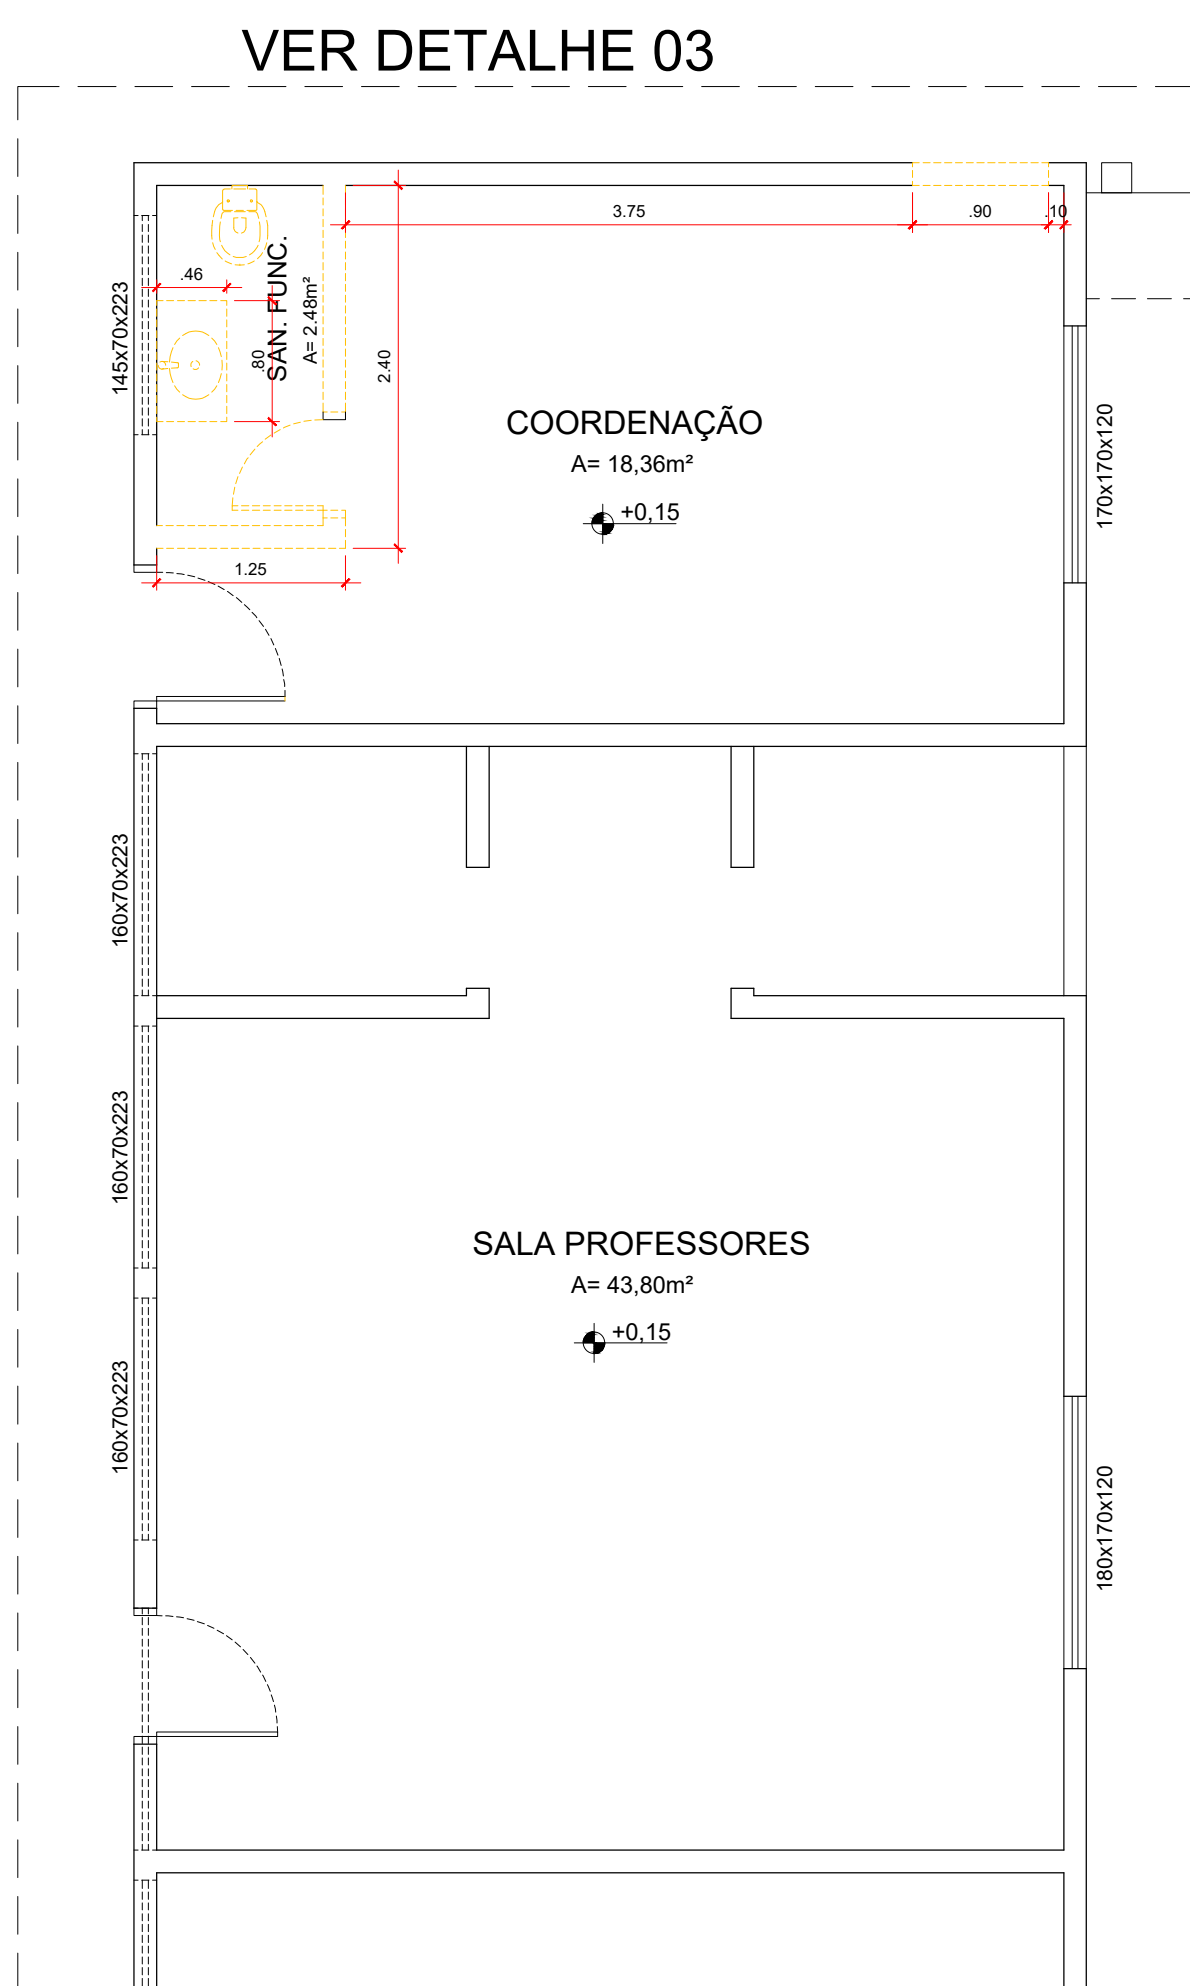 VER DETALHE 03
3.75
.90
.10
.46
SAN. FUNC.
A= 2.48m²
.80
2.40
145x70x223
COORDENAÇÃO
A= 18,36m²
+0,15
170x170x120
1.25
160x70x223
160x70x223
SALA PROFESSORES
A= 43,80m²
+0,15
160x70x223
180x170x120